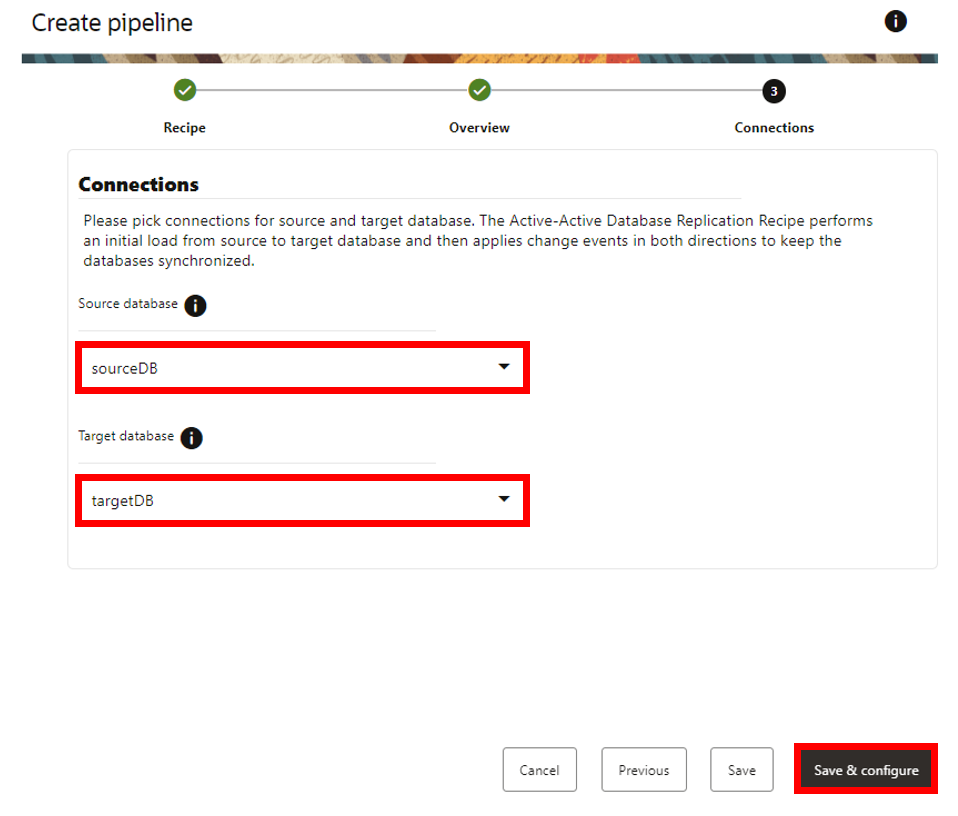 Create pipeline
i
3
Recipe
Overview
Connections
Connections
Please pick connections for source and target database. The Active-Active Database Replication Recipe performs
an initial load from source to target database and then applies change events in both directions to keep the
databases synchronized.
Source database i
sourceDB
Target database i
targetDB
Cancel
Previous
Save
Save & configure